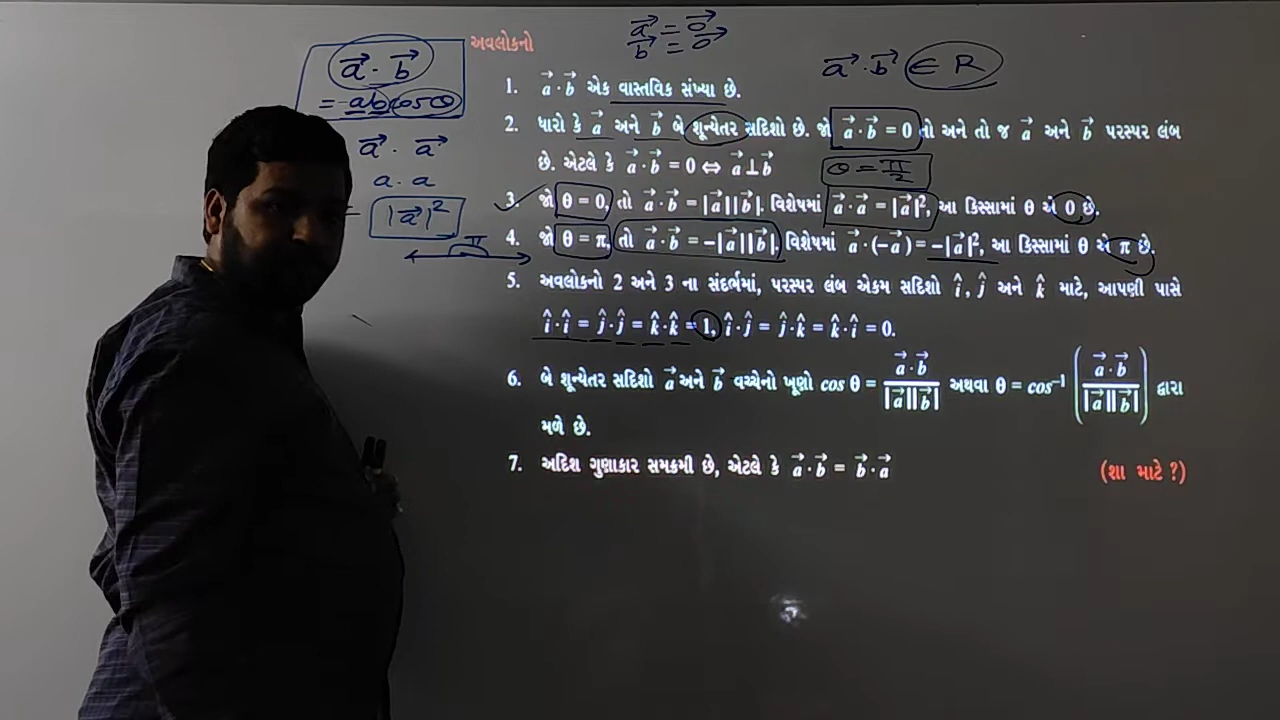 a⃗ = 0⃗
b⃗ = 0⃗
a⃗ · b⃗
= ab cosθ
a⃗ · a⃗
a · a
= |a⃗|²
π
અવલોકનો
a⃗ · b⃗ ∈ R
1. a⃗ · b⃗ એક વાસ્તવિક સંખ્યા છે.
2. ધારો કે a⃗ અને b⃗ બે શૂન્યેતર સદિશો છે. જો a⃗ · b⃗ = 0 તો અને તો જ a⃗ અને b⃗ પરસ્પર લંબ
છે. એટલે કે a⃗ · b⃗ = 0 ⇔ a⃗ ⊥ b⃗
θ = π/2
3. જો θ = 0, તો a⃗ · b⃗ = |a⃗||b⃗|. વિશેષમાં a⃗ · a⃗ = |a⃗|², આ કિસ્સામાં θ એ 0 છે.
4. જો θ = π, તો a⃗ · b⃗ = −|a⃗||b⃗|. વિશેષમાં a⃗ · (−a⃗) = −|a⃗|², આ કિસ્સામાં θ એ π છે.
5. અવલોકનો 2 અને 3 ના સંદર્ભમાં, પરસ્પર લંબ એકમ સદિશો î, ĵ અને k̂ માટે, આપણી પાસે
î · î = ĵ · ĵ = k̂ · k̂ = 1, î · ĵ = ĵ · k̂ = k̂ · î = 0.
6. બે શૂન્યેતર સદિશો a⃗ અને b⃗ વચ્ચેનો ખૂણો cos θ = a⃗ · b⃗ / |a⃗||b⃗| અથવા θ = cos⁻¹ (a⃗ · b⃗ / |a⃗||b⃗|) દ્વારા
મળે છે.
7. અદિશ ગુણાકાર સમક્રમી છે, એટલે કે a⃗ · b⃗ = b⃗ · a⃗ (શા માટે ?)